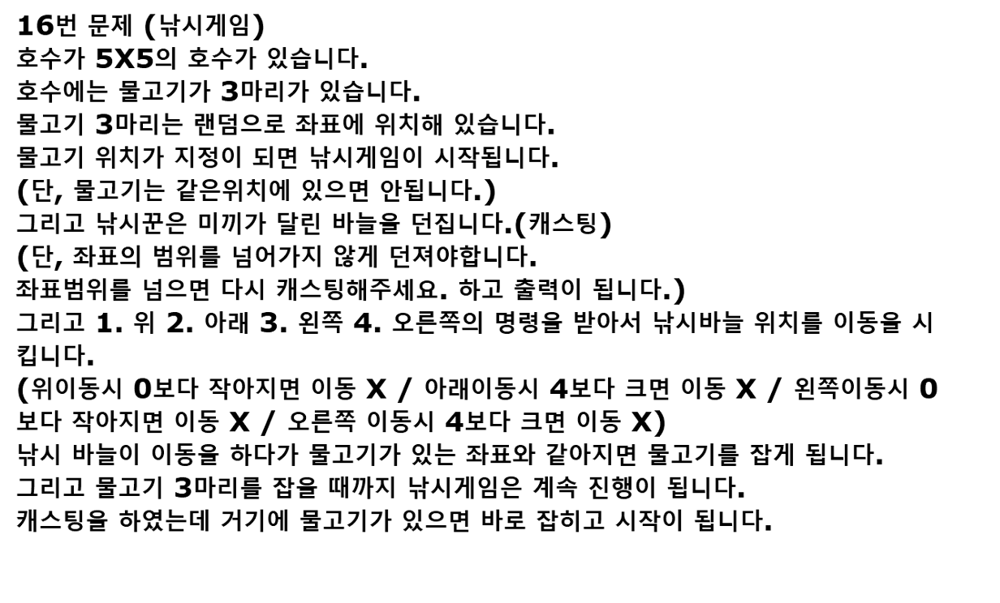 16번 문제 (낚시게임)
호수가 5X5의 호수가 있습니다.
호수에는 물고기가 3마리가 있습니다.
물고기 3마리는 랜덤으로 좌표에 위치해 있습니다.
물고기 위치가 지정이 되면 낚시게임이 시작됩니다.
(단, 물고기는 같은위치에 있으면 안됩니다.)
그리고 낚시꾼은 미끼가 달린 바늘을 던집니다.(캐스팅)
(단, 좌표의 범위를 넘어가지 않게 던져야합니다.
좌표범위를 넘으면 다시 캐스팅해주세요. 하고 출력이 됩니다.)
그리고 1. 위 2. 아래 3. 왼쪽 4. 오른쪽의 명령을 받아서 낚시바늘 위치를 이동을 시
킵니다.
(위이동시 0보다 작아지면 이동 X / 아래이동시 4보다 크면 이동 X / 왼쪽이동시 0
보다 작아지면 이동 X / 오른쪽 이동시 4보다 크면 이동 X)
낚시 바늘이 이동을 하다가 물고기가 있는 좌표와 같아지면 물고기를 잡게 됩니다.
그리고 물고기 3마리를 잡을 때까지 낚시게임은 계속 진행이 됩니다.
캐스팅을 하였는데 거기에 물고기가 있으면 바로 잡히고 시작이 됩니다.